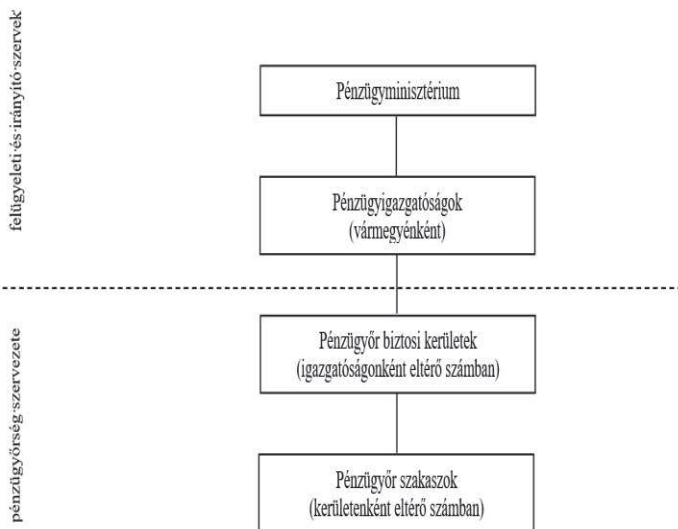 felügyeleti és irányító szervek
Pénzügyminisztérium
Pénzügyigazgatóságok
(vármegyénként)
pénzügyőrség szervezete
Pénzügyőr biztosi kerületek
(igazgatóságonként eltérő számban)
Pénzügyőr szakaszok
(kerületenként eltérő számban)